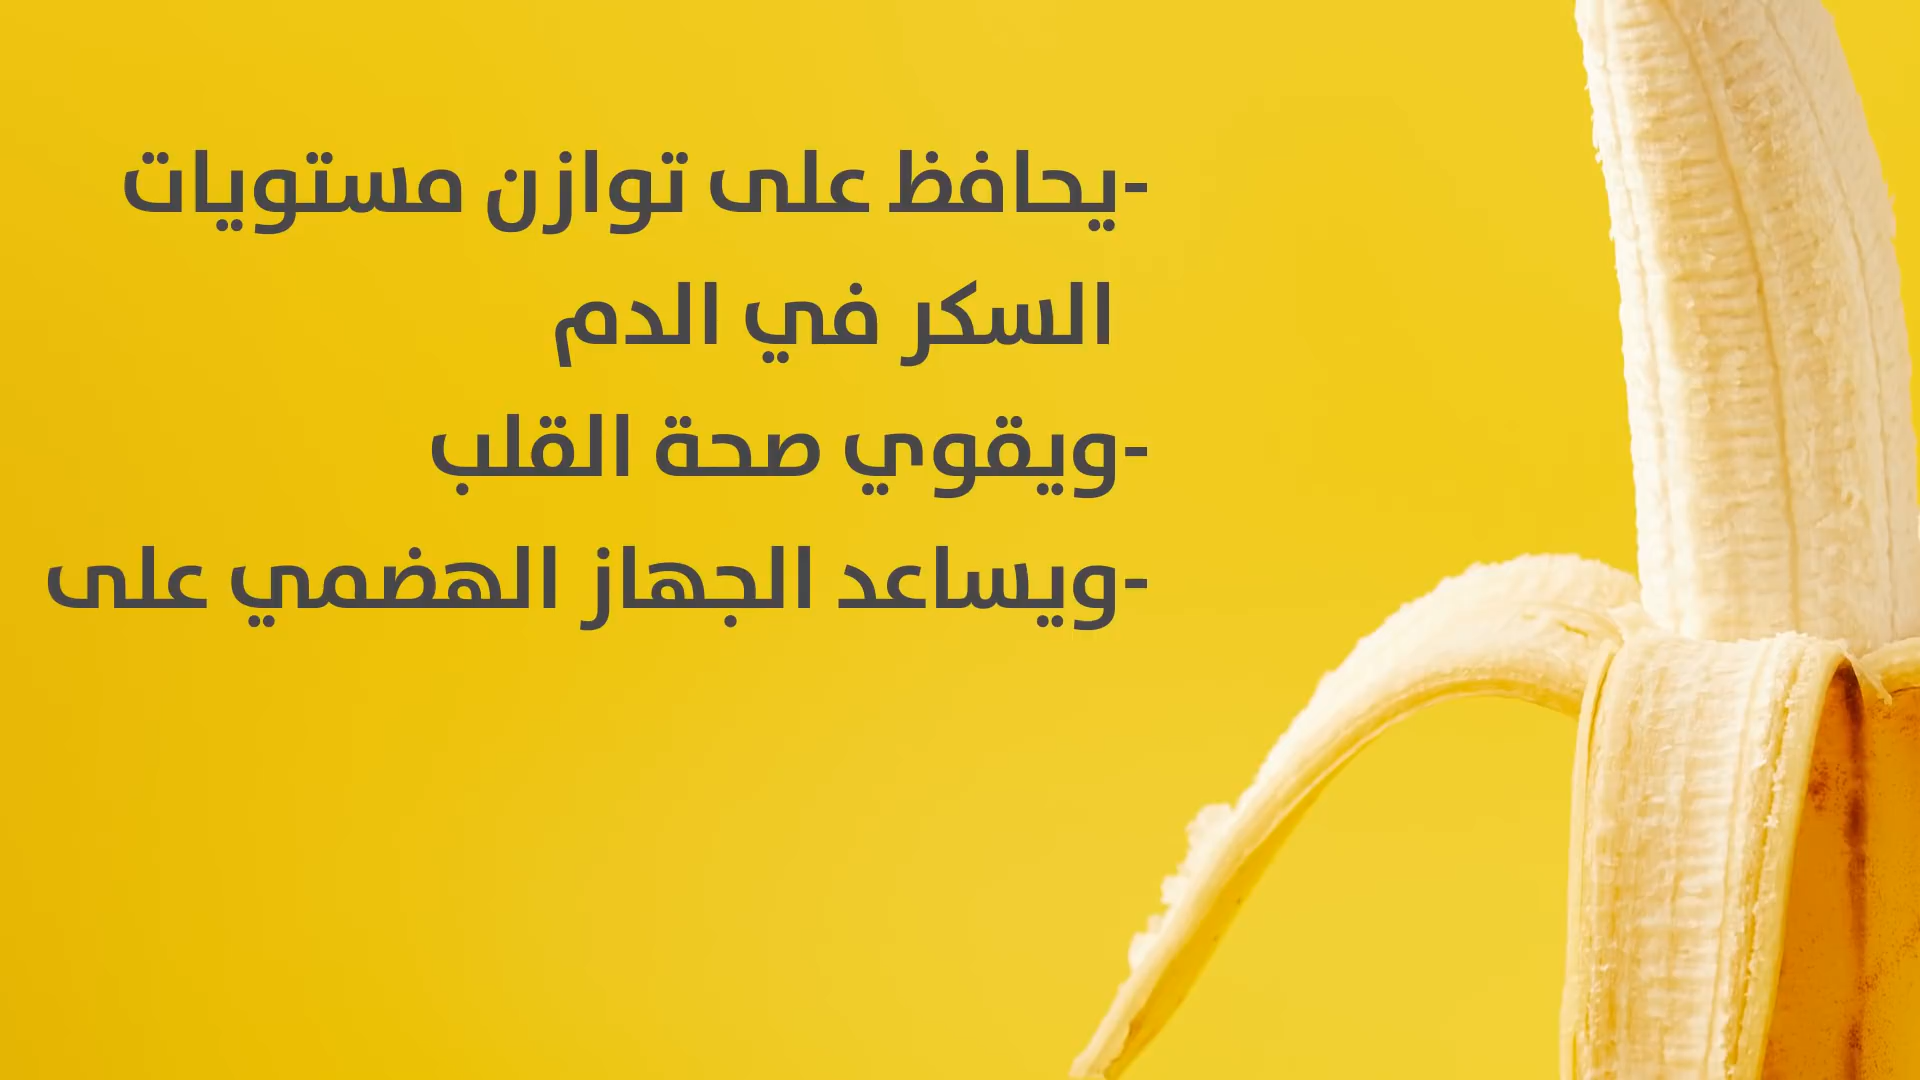 -يحافظ على توازن مستويات
السكر في الدم
-ويقوي صحة القلب
-ويساعد الجهاز الهضمي على